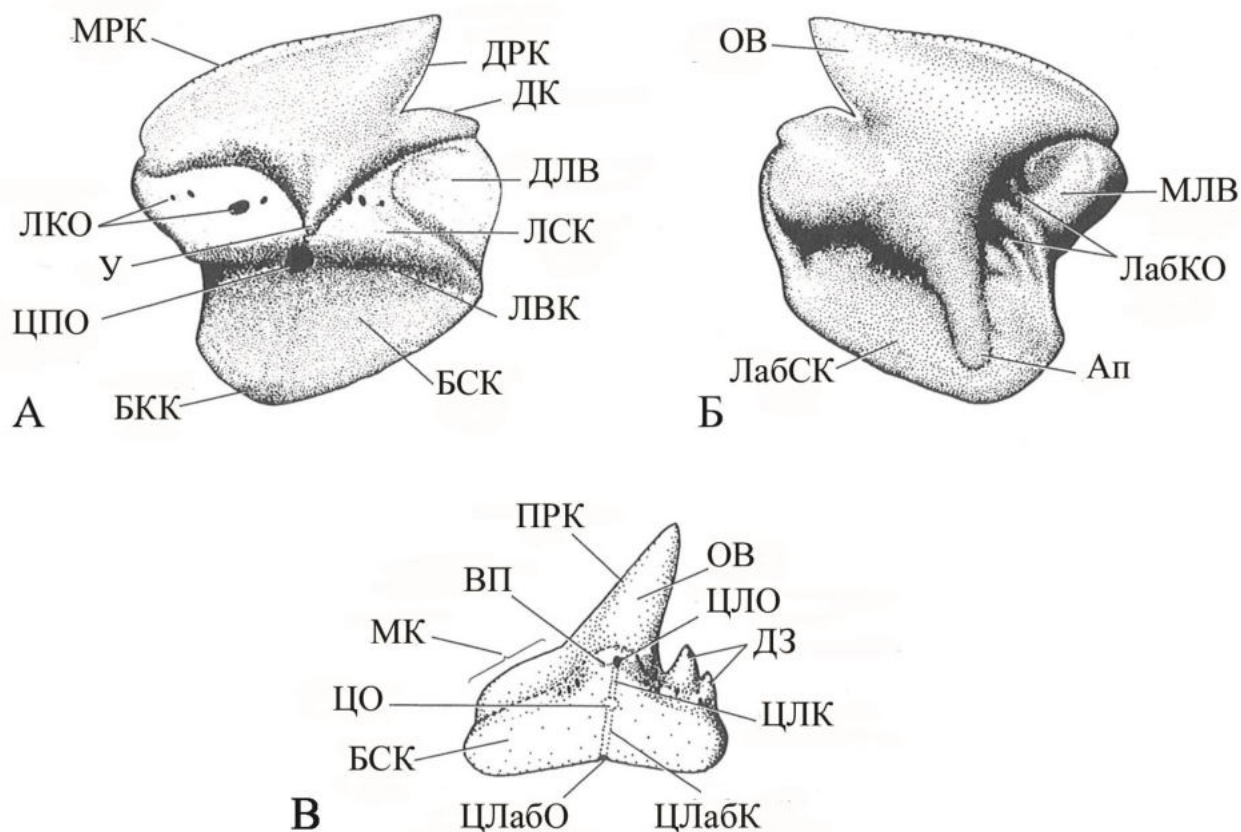 МРК
ДРК
ДК
ДЛВ
ЛКО
ЛСК
У
ЦПО
ЛВК
БСК
БКК
А
ОВ
МЛВ
ЛабКО
ЛабСК
Ап
Б
ПРК
ОВ
ВП
ЦЛО
МК
ДЗ
ЦО
ЦЛК
БСК
ЦЛабО
ЦЛабК
В